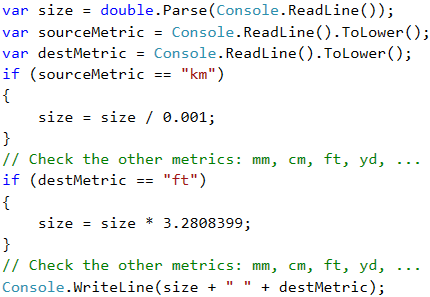 var size = double.Parse(Console.ReadLine());
var sourceMetric = Console.ReadLine().ToLower();
var destMetric = Console.ReadLine().ToLower();
if (sourceMetric == "km")
{
    size = size / 0.001;
}
// Check the other metrics: mm, cm, ft, yd, ...
if (destMetric == "ft")
{
    size = size * 3.2808399;
}
// Check the other metrics: mm, cm, ft, yd, ...
Console.WriteLine(size + " " + destMetric);